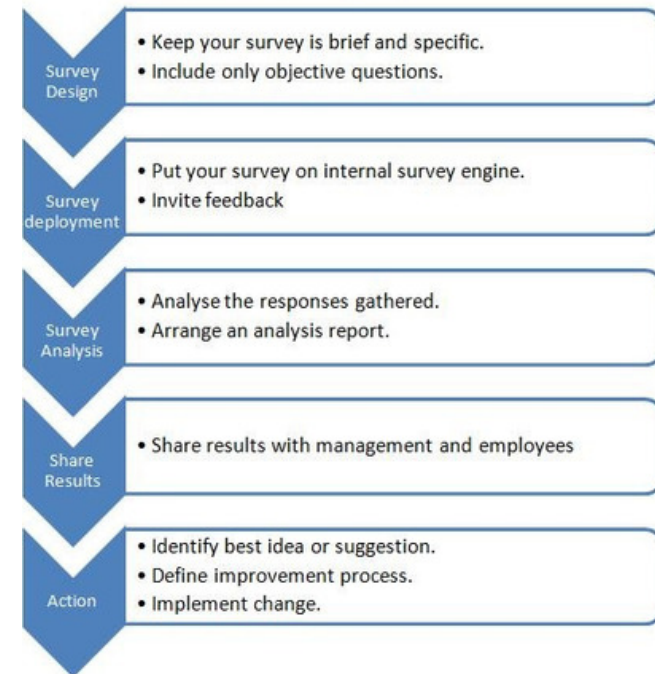 Survey
Design
• Keep your survey is brief and specific.
• Include only objective questions.
Survey
deployment
• Put your survey on internal survey engine.
• Invite feedback
Survey
Analysis
• Analyse the responses gathered.
• Arrange an analysis report.
Share
Results
• Share results with management and employees
Action
• Identify best idea or suggestion.
• Define improvement process.
• Implement change.